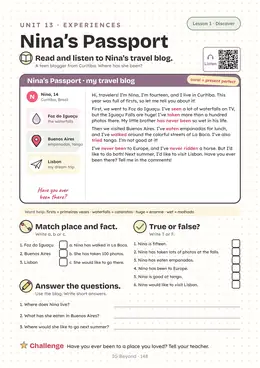 UNIT 13 · EXPERIENCES
Lesson 1 · Discover
Nina's Passport
Read and listen to Nina's travel blog.
A teen blogger from Curitiba. Where has she been?
Nina's Passport · my travel blog
ever + present perfect
N
Nina, 14
Curitiba, Brazil
Foz do Iguaçu
the waterfalls
Buenos Aires
empanadas, tango
Lisbon
my dream trip
Have you ever
been there?
Hi, travelers! I'm Nina, I'm fourteen, and I live in Curitiba. This
year was full of firsts, so let me tell you about it!
First, we went to Foz do Iguaçu. I've seen a lot of waterfalls on TV,
but the Iguaçu Falls are huge! I've taken more than a hundred
photos there. My little brother has never been so wet in his life.
Then we visited Buenos Aires. I've eaten empanadas for lunch,
and I've walked around the colorful streets of La Boca. I've also
tried tango. I'm not good at it!
I've never been to Europe, and I've never ridden a horse. But I'd like
to do both! Next summer, I'd like to visit Lisbon. Have you ever
been there? Tell me in the comments!
Match place and fact.
Write a, b or c.
1. Foz do Iguaçu
2. Buenos Aires
3. Lisbon
a. Nina has walked in La Boca.
b. She has taken 100 photos.
c. She would like to go there.
True or false?
Write T or F.
1. Nina is fifteen.
2. Nina has taken lots of photos at the falls.
3. Nina has eaten empanadas.
4. Nina has been to Europe.
5. Nina is good at tango.
6. Nina would like to visit Lisbon.
Answer the questions.
Use the blog. Write short answers.
1. Where does Nina live?
2. What has she eaten in Buenos Aires?
3. Where would she like to go next summer?
Challenge Have you ever been to a place you loved? Tell your teacher.